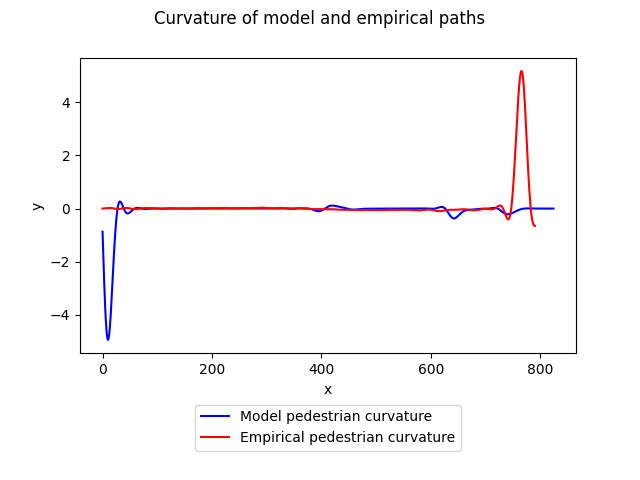 Curvature of model and empirical paths
y
4
2
0
−2
−4
0 200 400 600 800
x
Model pedestrian curvature
Empirical pedestrian curvature